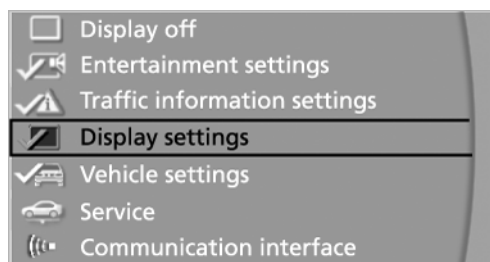 Display off
Entertainment settings
Traffic information settings
Display settings
Vehicle settings
Service
Communication interface